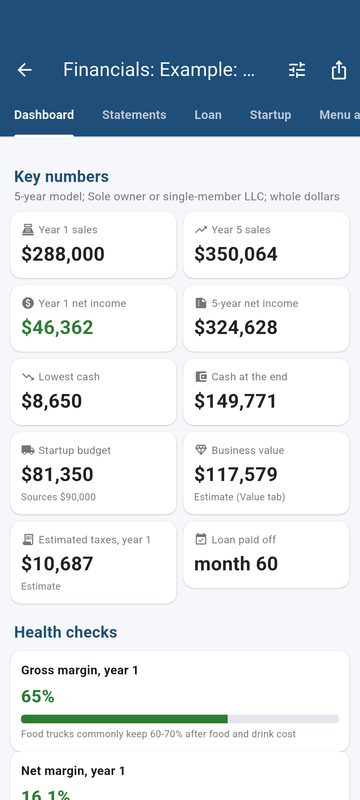 Financials: Example: ...
Dashboard Statements Loan Startup Menu a
Key numbers
5-year model; Sole owner or single-member LLC; whole dollars
Year 1 sales
$288,000
Year 5 sales
$350,064
Year 1 net income
$46,362
5-year net income
$324,628
Lowest cash
$8,650
Cash at the end
$149,771
Startup budget
$81,350
Sources $90,000
Business value
$117,579
Estimate (Value tab)
Estimated taxes, year 1
$10,687
Estimate
Loan paid off
month 60
Health checks
Gross margin, year 1
65%
Food trucks commonly keep 60-70% after food and drink cost
Net margin, year 1
16.1%